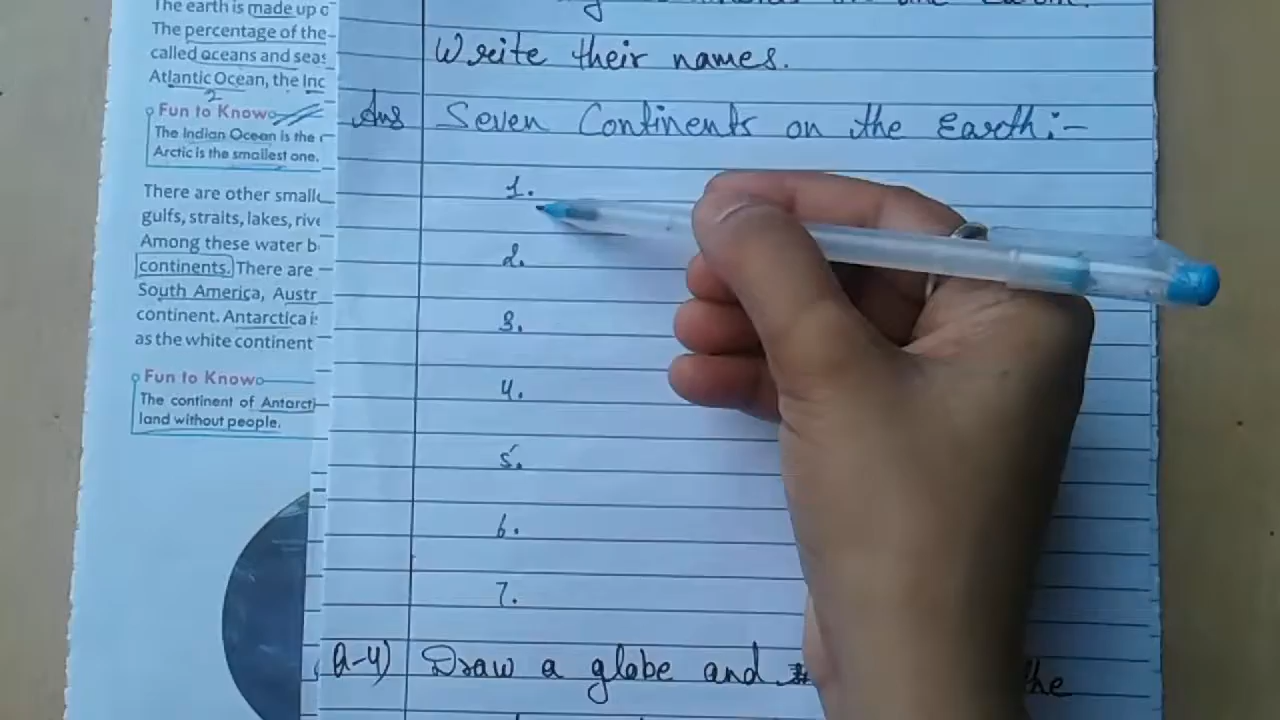 The earth is made up o
The percentage of the
called oceans and seas
Atlantic Ocean, the Inc
2
Fun to Know
The Indian Ocean is the
Arctic is the smallest one.
There are other small
gulfs, straits, lakes, rive
Among these water b
continents. There are
South America, Austr
continent. Antarctica i
as the white continent
Fun to Know
The continent of Antarct
land without people.
Write their names.
Ans Seven Continents on the Earth:-
1.
2.
3.
4.
5.
6.
7.
Q-4) Draw a globe and the